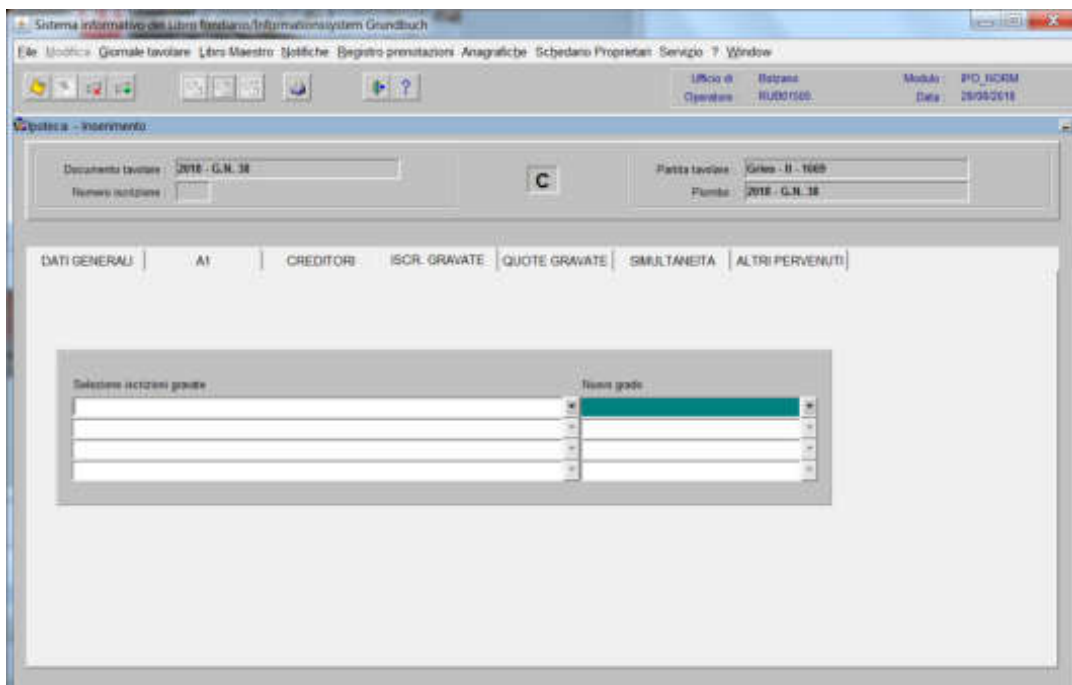 Sistema informativo del Libro fondiario/Informationssystem Grundbuch
File Modifica Giornale tavolare Libro Maestro Notifiche Registro prenotazioni Anagrafiche Schedario Proprietari Servizio ? Window
Ufficio di Bolzano Modulo IPO_NORM
Operatore RUB01500. Data 28/08/2018
Ipoteca - Inserimento
Documento tavolare 2018 - G.N. 38 C Partita tavolare Gries - II - 1669
Numero iscrizione Piombo 2018 - G.N. 38
DATI GENERALI A1 CREDITORI ISCR. GRAVATE QUOTE GRAVATE SIMULTANEITA ALTRI PERVENUTI
Selezione iscrizioni gravate Nuovo grado